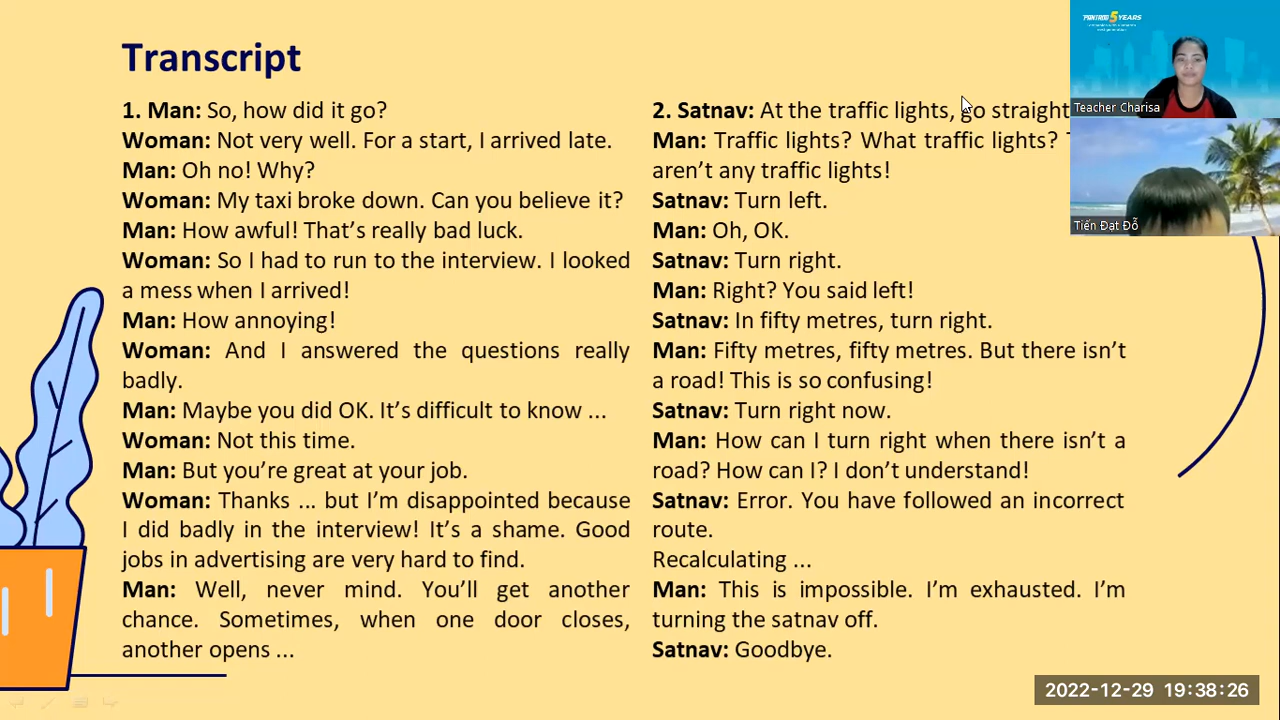 Transcript
1. Man: So, how did it go?
Woman: Not very well. For a start, I arrived late.
Man: Oh no! Why?
Woman: My taxi broke down. Can you believe it?
Man: How awful! That’s really bad luck.
Woman: So I had to run to the interview. I looked
a mess when I arrived!
Man: How annoying!
Woman: And I answered the questions really
badly.
Man: Maybe you did OK. It’s difficult to know ...
Woman: Not this time.
Man: But you’re great at your job.
Woman: Thanks ... but I’m disappointed because
I did badly in the interview! It’s a shame. Good
jobs in advertising are very hard to find.
Man: Well, never mind. You’ll get another
chance. Sometimes, when one door closes,
another opens ...
2. Satnav: At the traffic lights, go straight
Man: Traffic lights? What traffic lights?
aren’t any traffic lights!
Satnav: Turn left.
Man: Oh, OK.
Satnav: Turn right.
Man: Right? You said left!
Satnav: In fifty metres, turn right.
Man: Fifty metres, fifty metres. But there isn’t
a road! This is so confusing!
Satnav: Turn right now.
Man: How can I turn right when there isn’t a
road? How can I? I don’t understand!
Satnav: Error. You have followed an incorrect
route.
Recalculating ...
Man: This is impossible. I’m exhausted. I’m
turning the satnav off.
Satnav: Goodbye.
5 YEARS
Teacher Charisa
Tiến Đạt Đỗ
2022-12-29 19:38:26